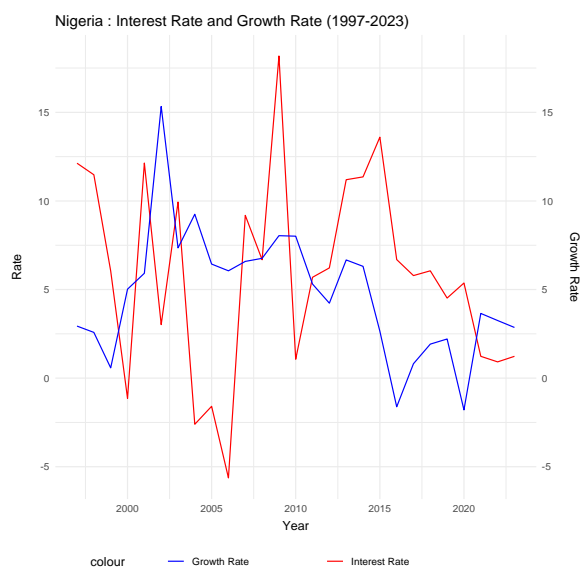 Nigeria : Interest Rate and Growth Rate (1997-2023)
15
10
5
0
-5
15
10
5
0
-5
Rate
Growth Rate
2000 2005 2010 2015 2020
Year
colour Growth Rate Interest Rate